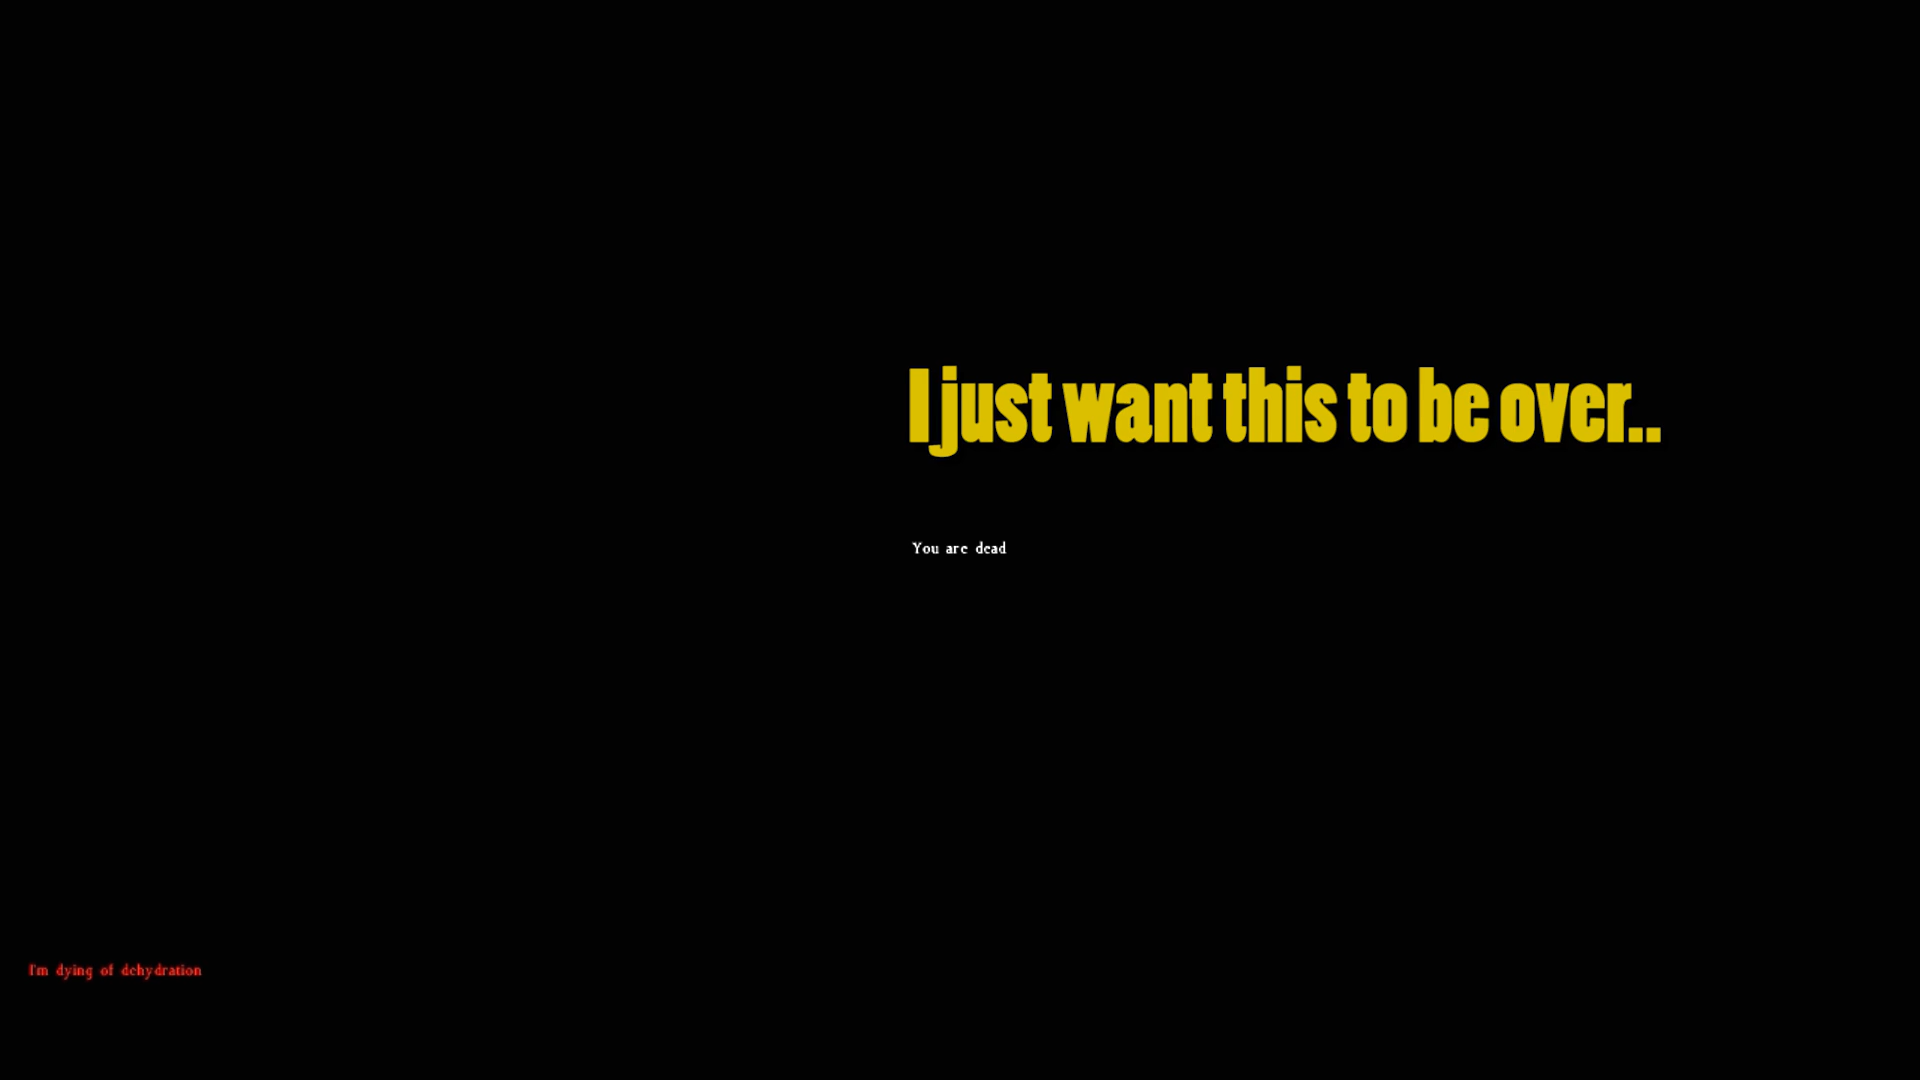 I just want this to be over..
You are dead
I'm dying of dehydration